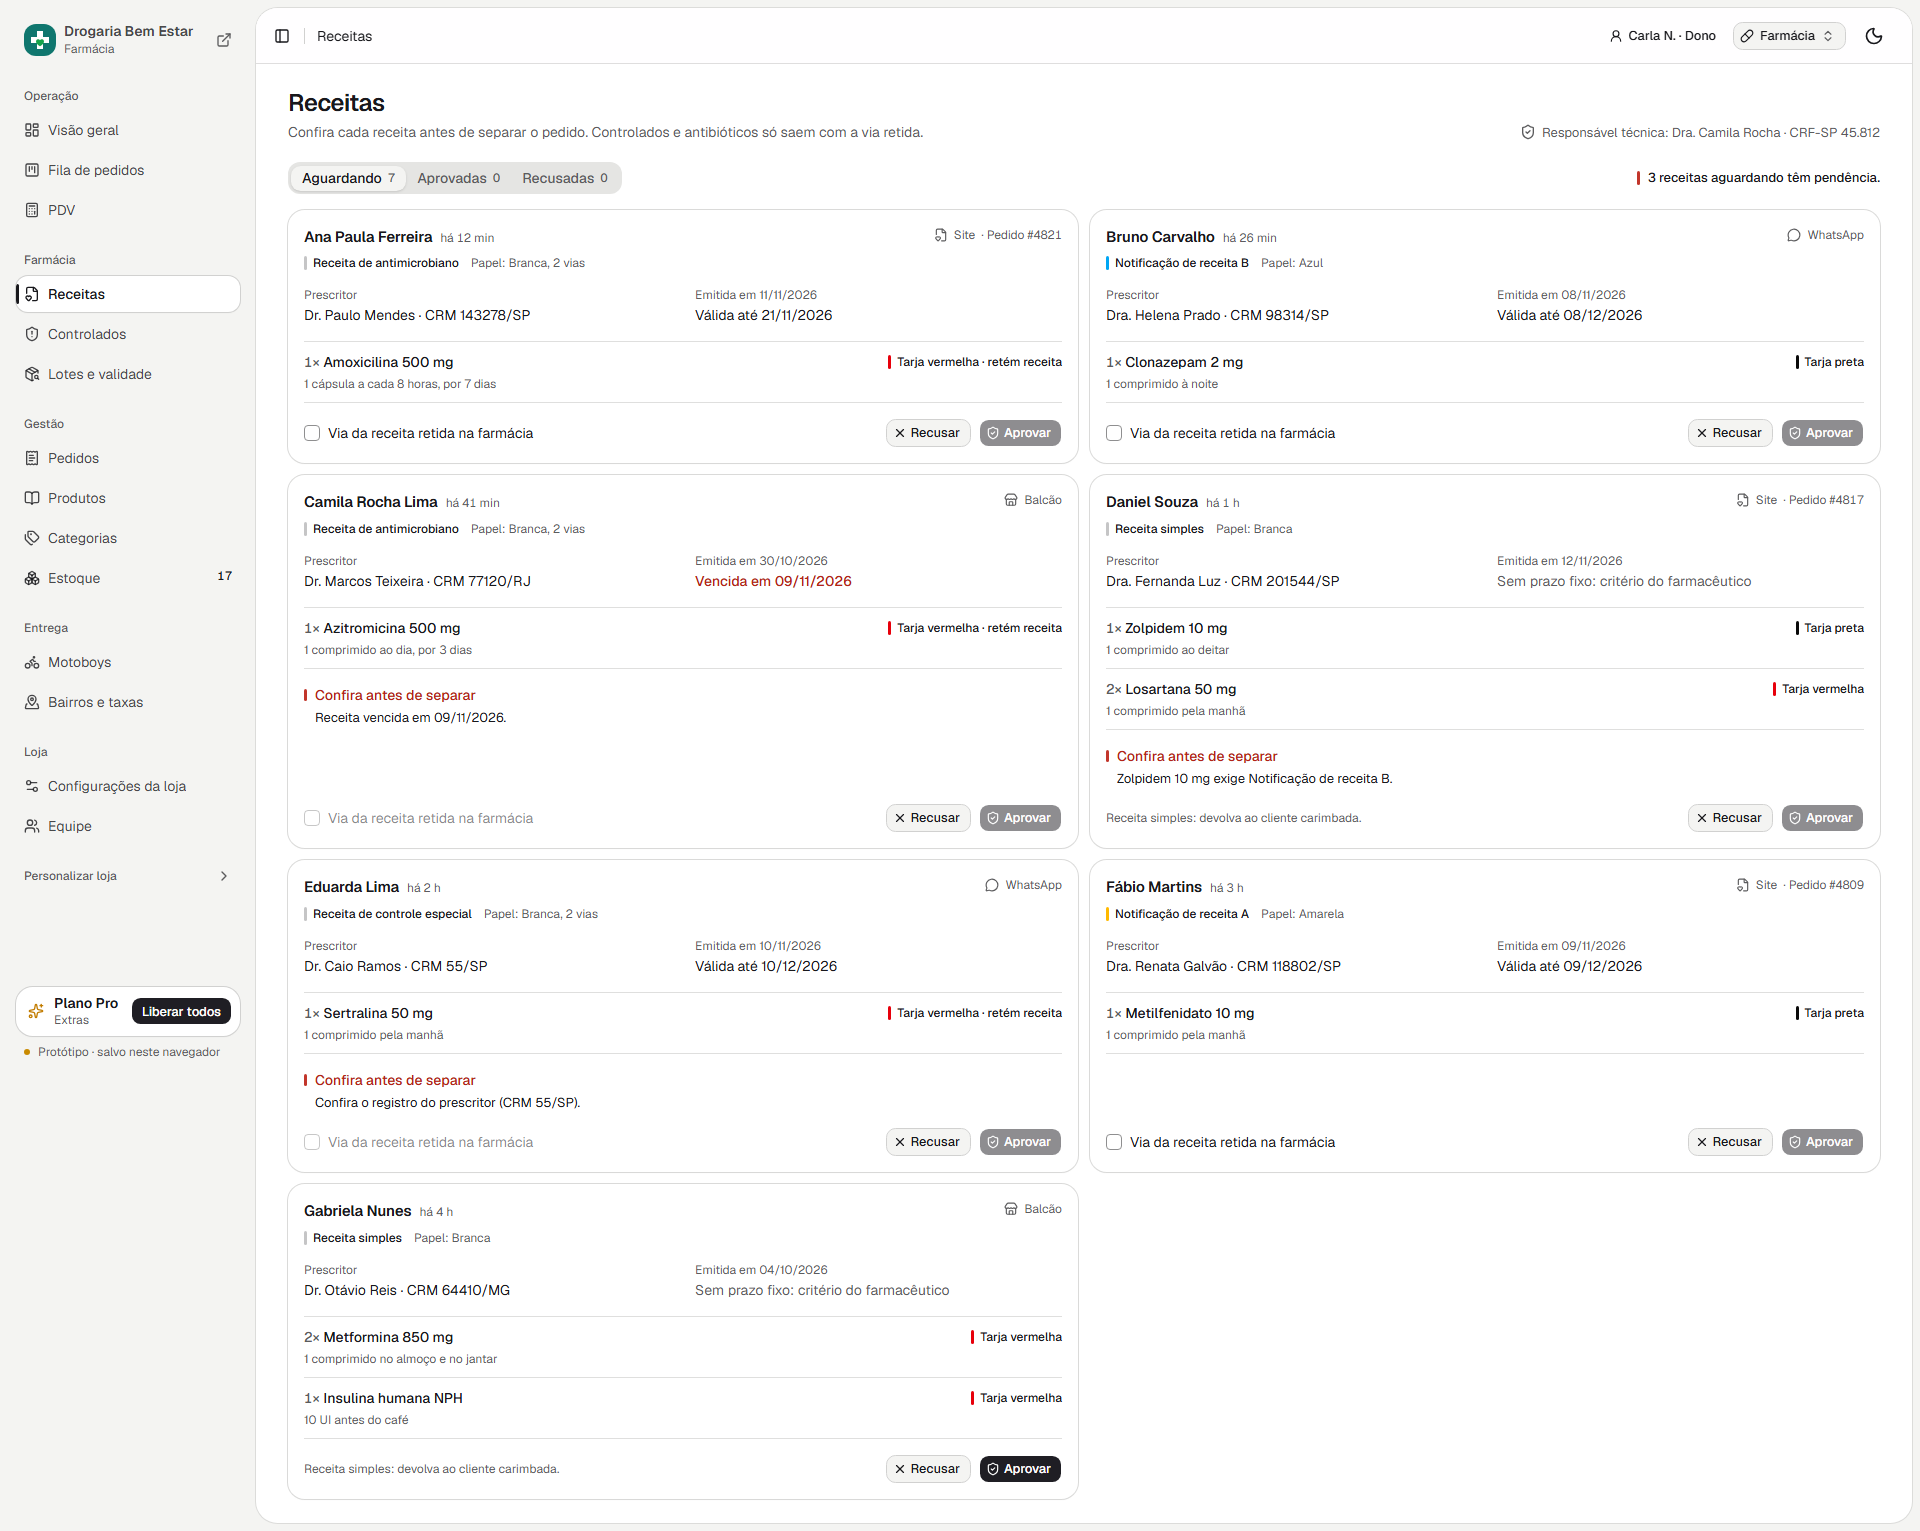 Drogaria Bem Estar
Farmácia
Operação
Visão geral
Fila de pedidos
PDV
Farmácia
Receitas
Controlados
Lotes e validade
Gestão
Pedidos
Produtos
Categorias
Estoque 17
Entrega
Motoboys
Bairros e taxas
Loja
Configurações da loja
Equipe
Personalizar loja
Plano Pro
Extras
Liberar todos
Protótipo · salvo neste navegador
Receitas
Carla N. · Dono
Farmácia
Receitas
Confira cada receita antes de separar o pedido. Controlados e antibióticos só saem com a via retida.
Responsável técnica: Dra. Camila Rocha · CRF-SP 45.812
Aguardando 7 Aprovadas 0 Recusadas 0
3 receitas aguardando têm pendência.
Ana Paula Ferreira há 12 min
Site · Pedido #4821
Receita de antimicrobiano Papel: Branca, 2 vias
Prescritor
Dr. Paulo Mendes · CRM 143278/SP
Emitida em 11/11/2026
Válida até 21/11/2026
1× Amoxicilina 500 mg
Tarja vermelha · retém receita
1 cápsula a cada 8 horas, por 7 dias
Via da receita retida na farmácia
Recusar
Aprovar
Bruno Carvalho há 26 min
WhatsApp
Notificação de receita B Papel: Azul
Prescritor
Dra. Helena Prado · CRM 98314/SP
Emitida em 08/11/2026
Válida até 08/12/2026
1× Clonazepam 2 mg
Tarja preta
1 comprimido à noite
Via da receita retida na farmácia
Recusar
Aprovar
Camila Rocha Lima há 41 min
Balcão
Receita de antimicrobiano Papel: Branca, 2 vias
Prescritor
Dr. Marcos Teixeira · CRM 77120/RJ
Emitida em 30/10/2026
Vencida em 09/11/2026
1× Azitromicina 500 mg
Tarja vermelha · retém receita
1 comprimido ao dia, por 3 dias
Confira antes de separar
Receita vencida em 09/11/2026.
Via da receita retida na farmácia
Recusar
Aprovar
Daniel Souza há 1 h
Site · Pedido #4817
Receita simples Papel: Branca
Prescritor
Dra. Fernanda Luz · CRM 201544/SP
Emitida em 12/11/2026
Sem prazo fixo: critério do farmacêutico
1× Zolpidem 10 mg
Tarja preta
1 comprimido ao deitar
2× Losartana 50 mg
Tarja vermelha
1 comprimido pela manhã
Confira antes de separar
Zolpidem 10 mg exige Notificação de receita B.
Receita simples: devolva ao cliente carimbada.
Recusar
Aprovar
Eduarda Lima há 2 h
WhatsApp
Receita de controle especial Papel: Branca, 2 vias
Prescritor
Dr. Caio Ramos · CRM 55/SP
Emitida em 10/11/2026
Válida até 10/12/2026
1× Sertralina 50 mg
Tarja vermelha · retém receita
1 comprimido pela manhã
Confira antes de separar
Confira o registro do prescritor (CRM 55/SP).
Via da receita retida na farmácia
Recusar
Aprovar
Fábio Martins há 3 h
Site · Pedido #4809
Notificação de receita A Papel: Amarela
Prescritor
Dra. Renata Galvão · CRM 118802/SP
Emitida em 09/11/2026
Válida até 09/12/2026
1× Metilfenidato 10 mg
Tarja preta
1 comprimido pela manhã
Via da receita retida na farmácia
Recusar
Aprovar
Gabriela Nunes há 4 h
Balcão
Receita simples Papel: Branca
Prescritor
Dr. Otávio Reis · CRM 64410/MG
Emitida em 04/10/2026
Sem prazo fixo: critério do farmacêutico
2× Metformina 850 mg
Tarja vermelha
1 comprimido no almoço e no jantar
1× Insulina humana NPH
Tarja vermelha
10 UI antes do café
Receita simples: devolva ao cliente carimbada.
Recusar
Aprovar